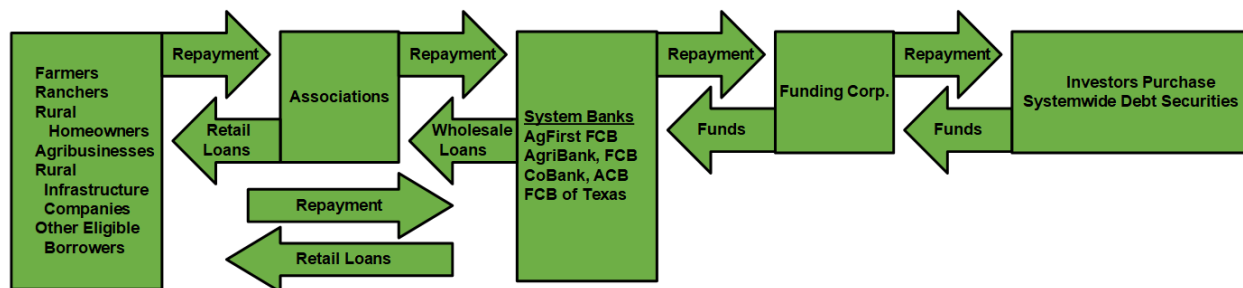 Farmers
Ranchers
Rural
Homeowners
Agribusinesses
Rural
Infrastructure
Companies
Other Eligible
Borrowers
Repayment
Retail
Loans
Associations
Repayment
Wholesale
Loans
Repayment
Retail Loans
System Banks
AgFirst FCB
AgriBank, FCB
CoBank, ACB
FCB of Texas
Repayment
Funds
Funding Corp.
Repayment
Funds
Investors Purchase
Systemwide Debt Securities